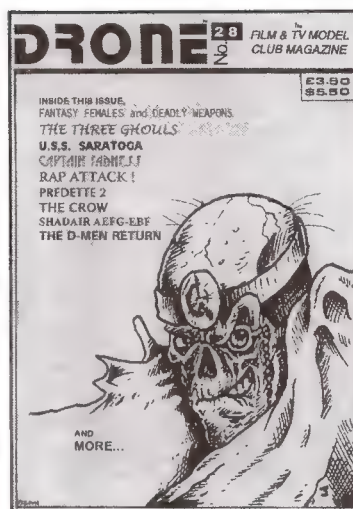 DRONE
No. 28
FILM & TV MODEL
CLUB MAGAZINE
£3.50
$5.50
INSIDE THIS ISSUE,
FANTASY FEMALES and DEADLY WEAPONS
THE THREE GHOULS
U.S.S. SARATOGA
CAPTAIN SADNESS
RAP ATTACK!
PREDETTE 2
THE CROW
SHADAIR AEFG-EBF
THE D-MEN RETURN
AND
MORE...